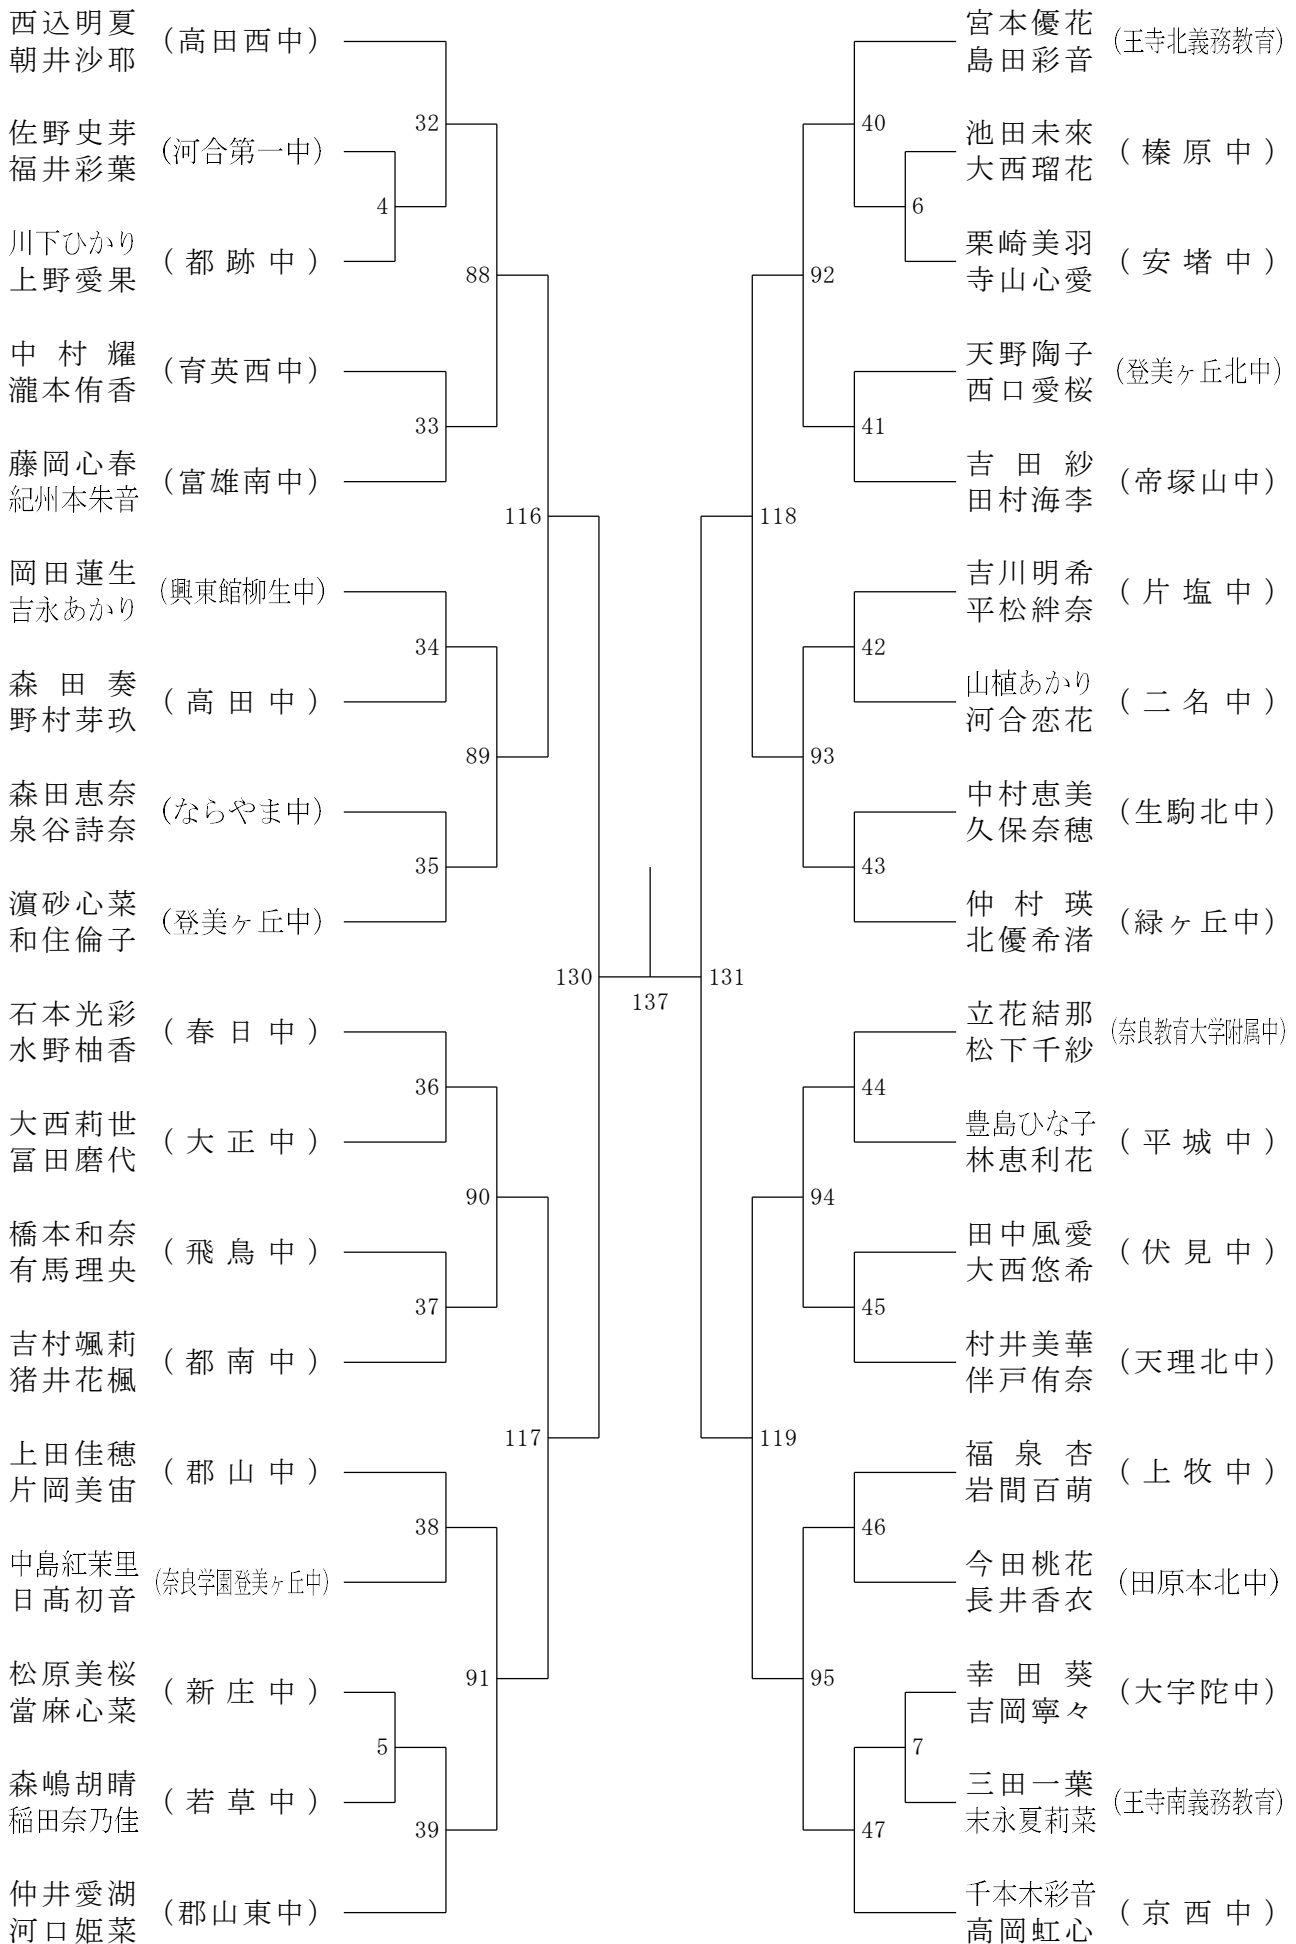 西込明夏
朝井沙耶
(高田西中)
佐野史芽
福井彩葉
(河合第一中)
川下ひかり
上野愛果
(都跡中)
中村耀
瀧本侑香
(育英西中)
藤岡心春
紀州本朱音
(富雄南中)
岡田蓮生
吉永あかり
(興東館柳生中)
森田奏
野村芽玖
(高田中)
森田恵奈
泉谷詩奈
(ならやま中)
濵砂心菜
和住倫子
(登美ヶ丘中)
石本光彩
水野柚香
(春日中)
大西莉世
冨田磨代
(大正中)
橋本和奈
有馬理央
(飛鳥中)
吉村颯莉
猪井花楓
(都南中)
上田佳穂
片岡美宙
(郡山中)
中島紅茉里
日髙初音
(奈良学園登美ヶ丘中)
松原美桜
當麻心菜
(新庄中)
森嶋胡晴
稲田奈乃佳
(若草中)
仲井愛湖
河口姫菜
(郡山東中)
4
5
32
33
34
35
36
37
38
39
88
89
90
91
116
117
130
137
131
118
119
92
93
94
95
40
41
42
43
44
45
46
47
6
7
宮本優花
島田彩音
(王寺北義務教育)
池田未來
大西瑠花
(榛原中)
栗崎美羽
寺山心愛
(安堵中)
天野陶子
西口愛桜
(登美ヶ丘北中)
吉田紗
田村海李
(帝塚山中)
吉川明希
平松絆奈
(片塩中)
山植あかり
河合恋花
(二名中)
中村恵美
久保奈穂
(生駒北中)
仲村瑛
北優希渚
(緑ヶ丘中)
立花結那
松下千紗
(奈良教育大学附属中)
豊島ひな子
林恵利花
(平城中)
田中風愛
大西悠希
(伏見中)
村井美華
伴戸侑奈
(天理北中)
福泉杏
岩間百萌
(上牧中)
今田桃花
長井香衣
(田原本北中)
幸田葵
吉岡寧々
(大宇陀中)
三田一葉
末永夏莉菜
(王寺南義務教育)
千本木彩音
高岡虹心
(京西中)